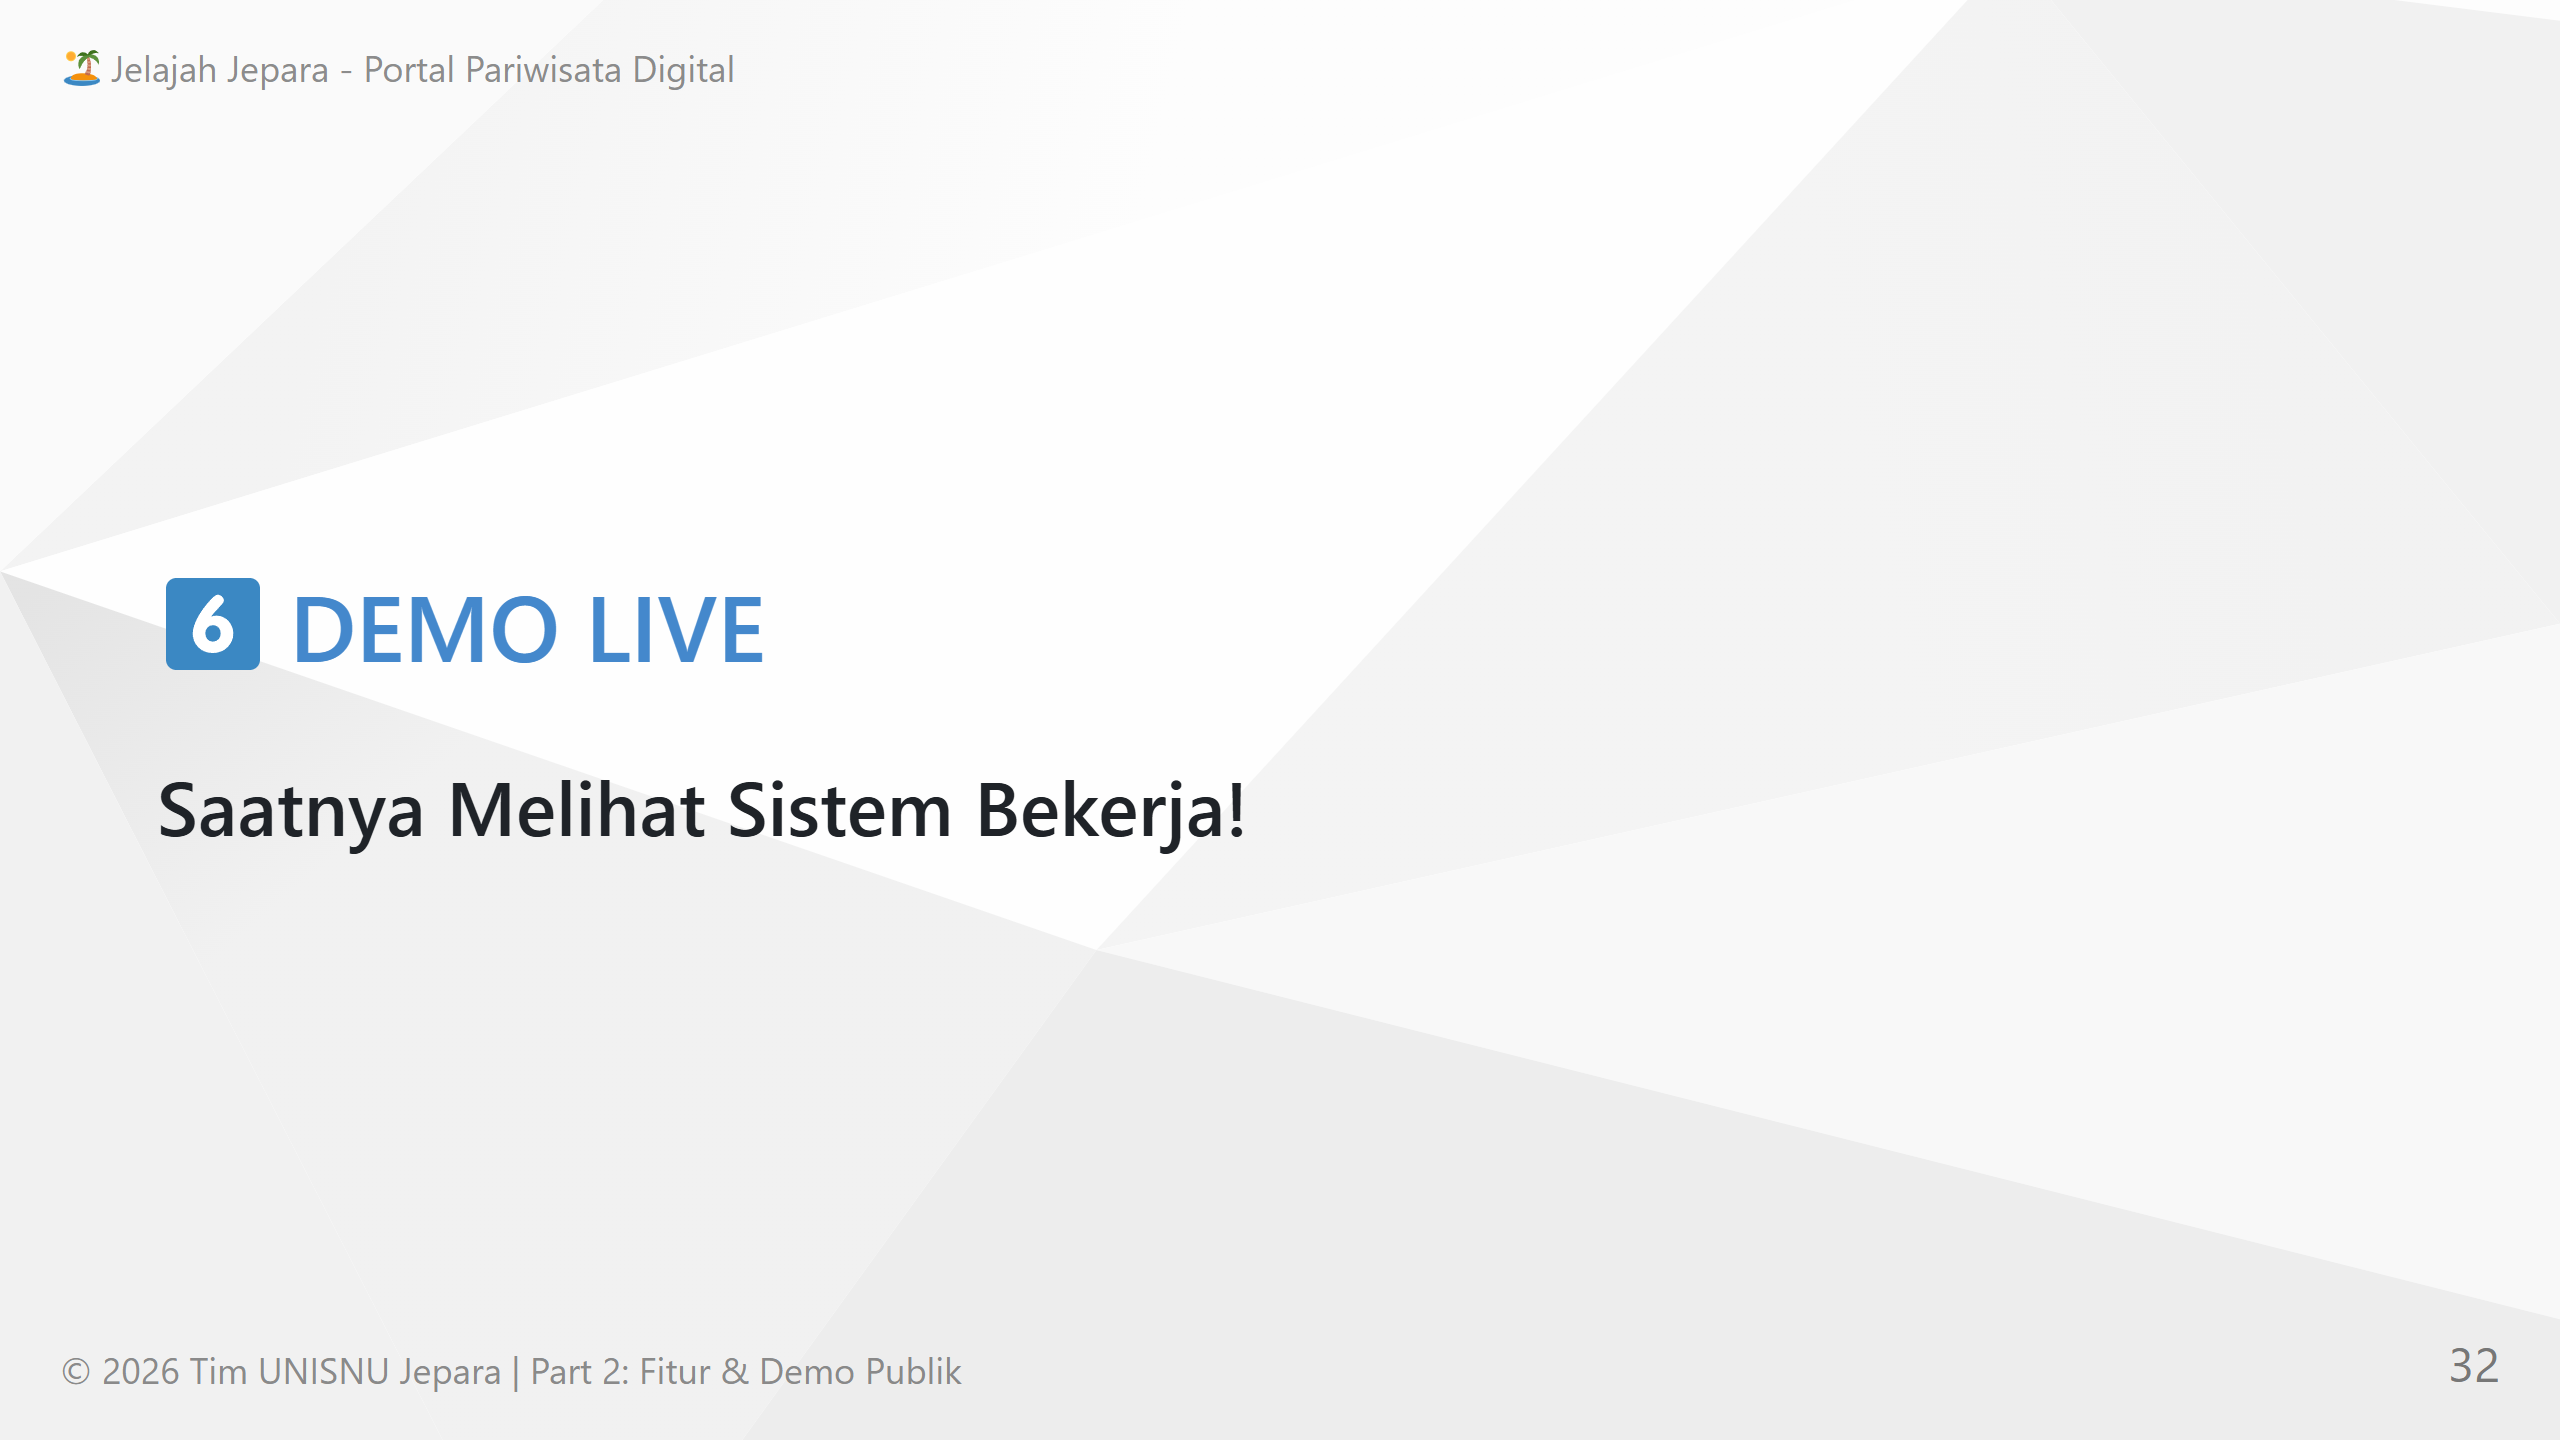 🏝️ Jelajah Jepara - Portal Pariwisata Digital
6️⃣ DEMO LIVE
Saatnya Melihat Sistem Bekerja!
© 2026 Tim UNISNU Jepara | Part 2: Fitur & Demo Publik
32